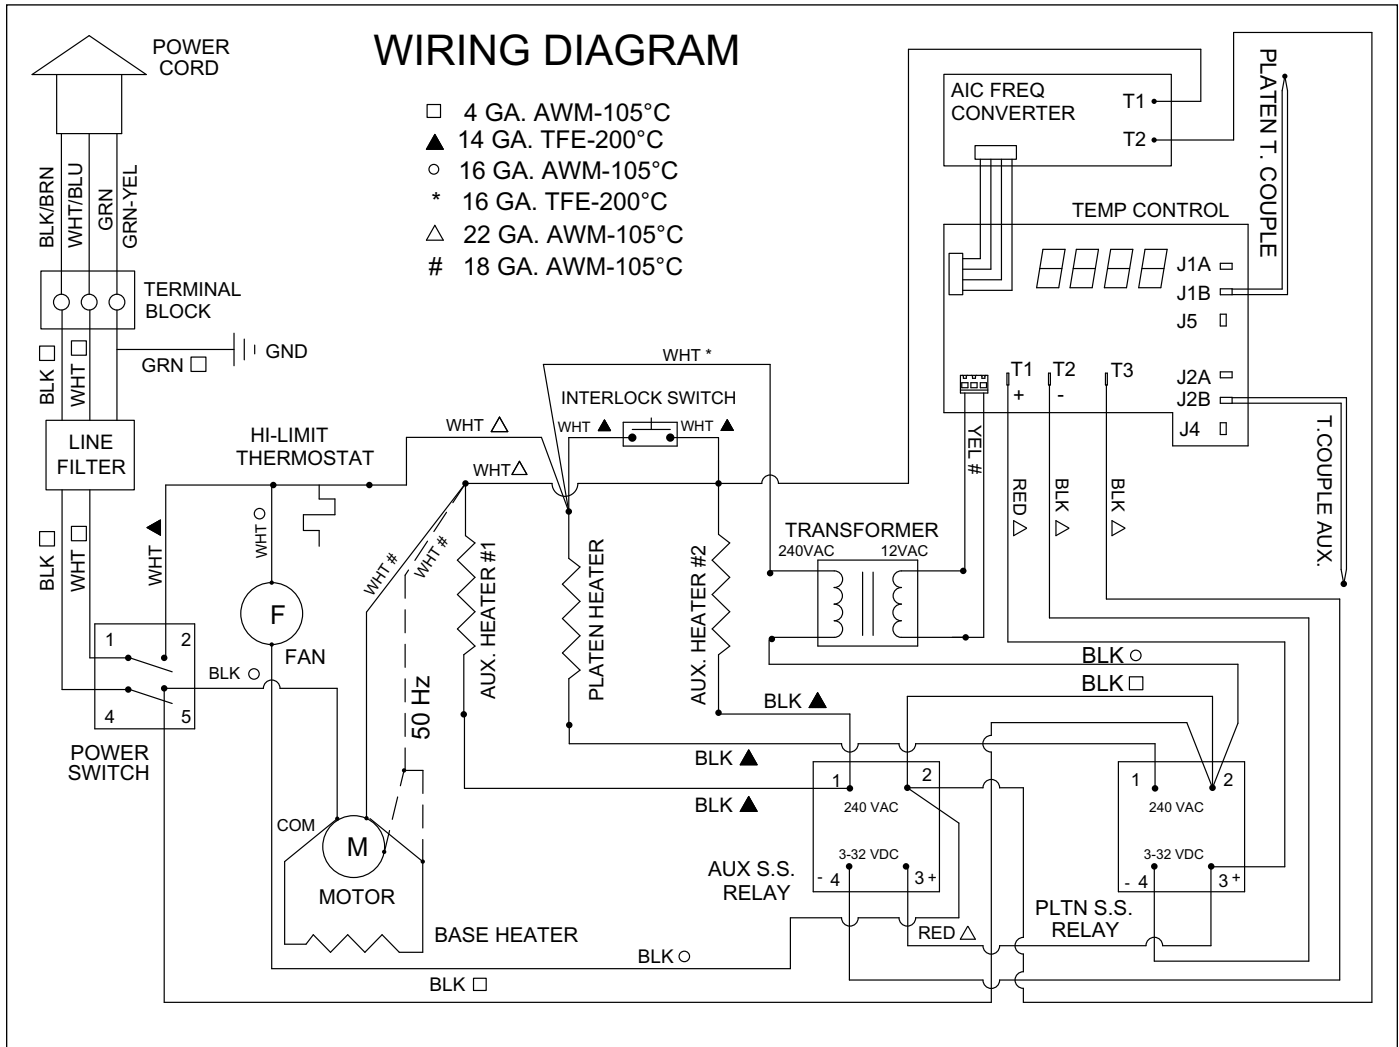 WIRING DIAGRAM
□ 4 GA. AWM-105°C
▲ 14 GA. TFE-200°C
○ 16 GA. AWM-105°C
* 16 GA. TFE-200°C
△ 22 GA. AWM-105°C
# 18 GA. AWM-105°C
POWER
CORD
BLK/BRN
WHT/BLU
GRN
GRN-YEL
TERMINAL
BLOCK
BLK □
WHT □
GRN □
GND
LINE
FILTER
BLK □
WHT □
WHT ▲
HI-LIMIT
THERMOSTAT
WHT ○
F
FAN
1
2
4
5
POWER
SWITCH
BLK ○
WHT △
WHT *
INTERLOCK SWITCH
WHT ▲
WHT ▲
WHT △
WHT #
WHT #
50 Hz
AUX. HEATER #1
PLATEN HEATER
AUX. HEATER #2
COM
M
MOTOR
BASE HEATER
TRANSFORMER
240VAC
12VAC
AIC FREQ
CONVERTER
T1
T2
PLATEN T. COUPLE
TEMP CONTROL
J1A
J1B
J5
J2A
J2B
J4
T1
+
T2
-
T3
YEL #
RED △
BLK △
BLK △
T.COUPLE AUX.
BLK ○
BLK □
BLK ▲
BLK ▲
BLK ▲
1
2
240 VAC
3-32 VDC
- 4
3 +
AUX S.S.
RELAY
1
2
240 VAC
3-32 VDC
- 4
3 +
PLTN S.S.
RELAY
RED △
BLK ○
BLK □